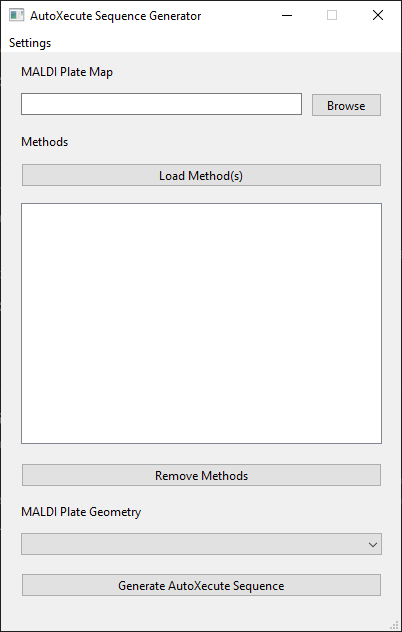 AutoXecute Sequence Generator
Settings
MALDI Plate Map
Browse
Methods
Load Method(s)
Remove Methods
MALDI Plate Geometry
Generate AutoXecute Sequence